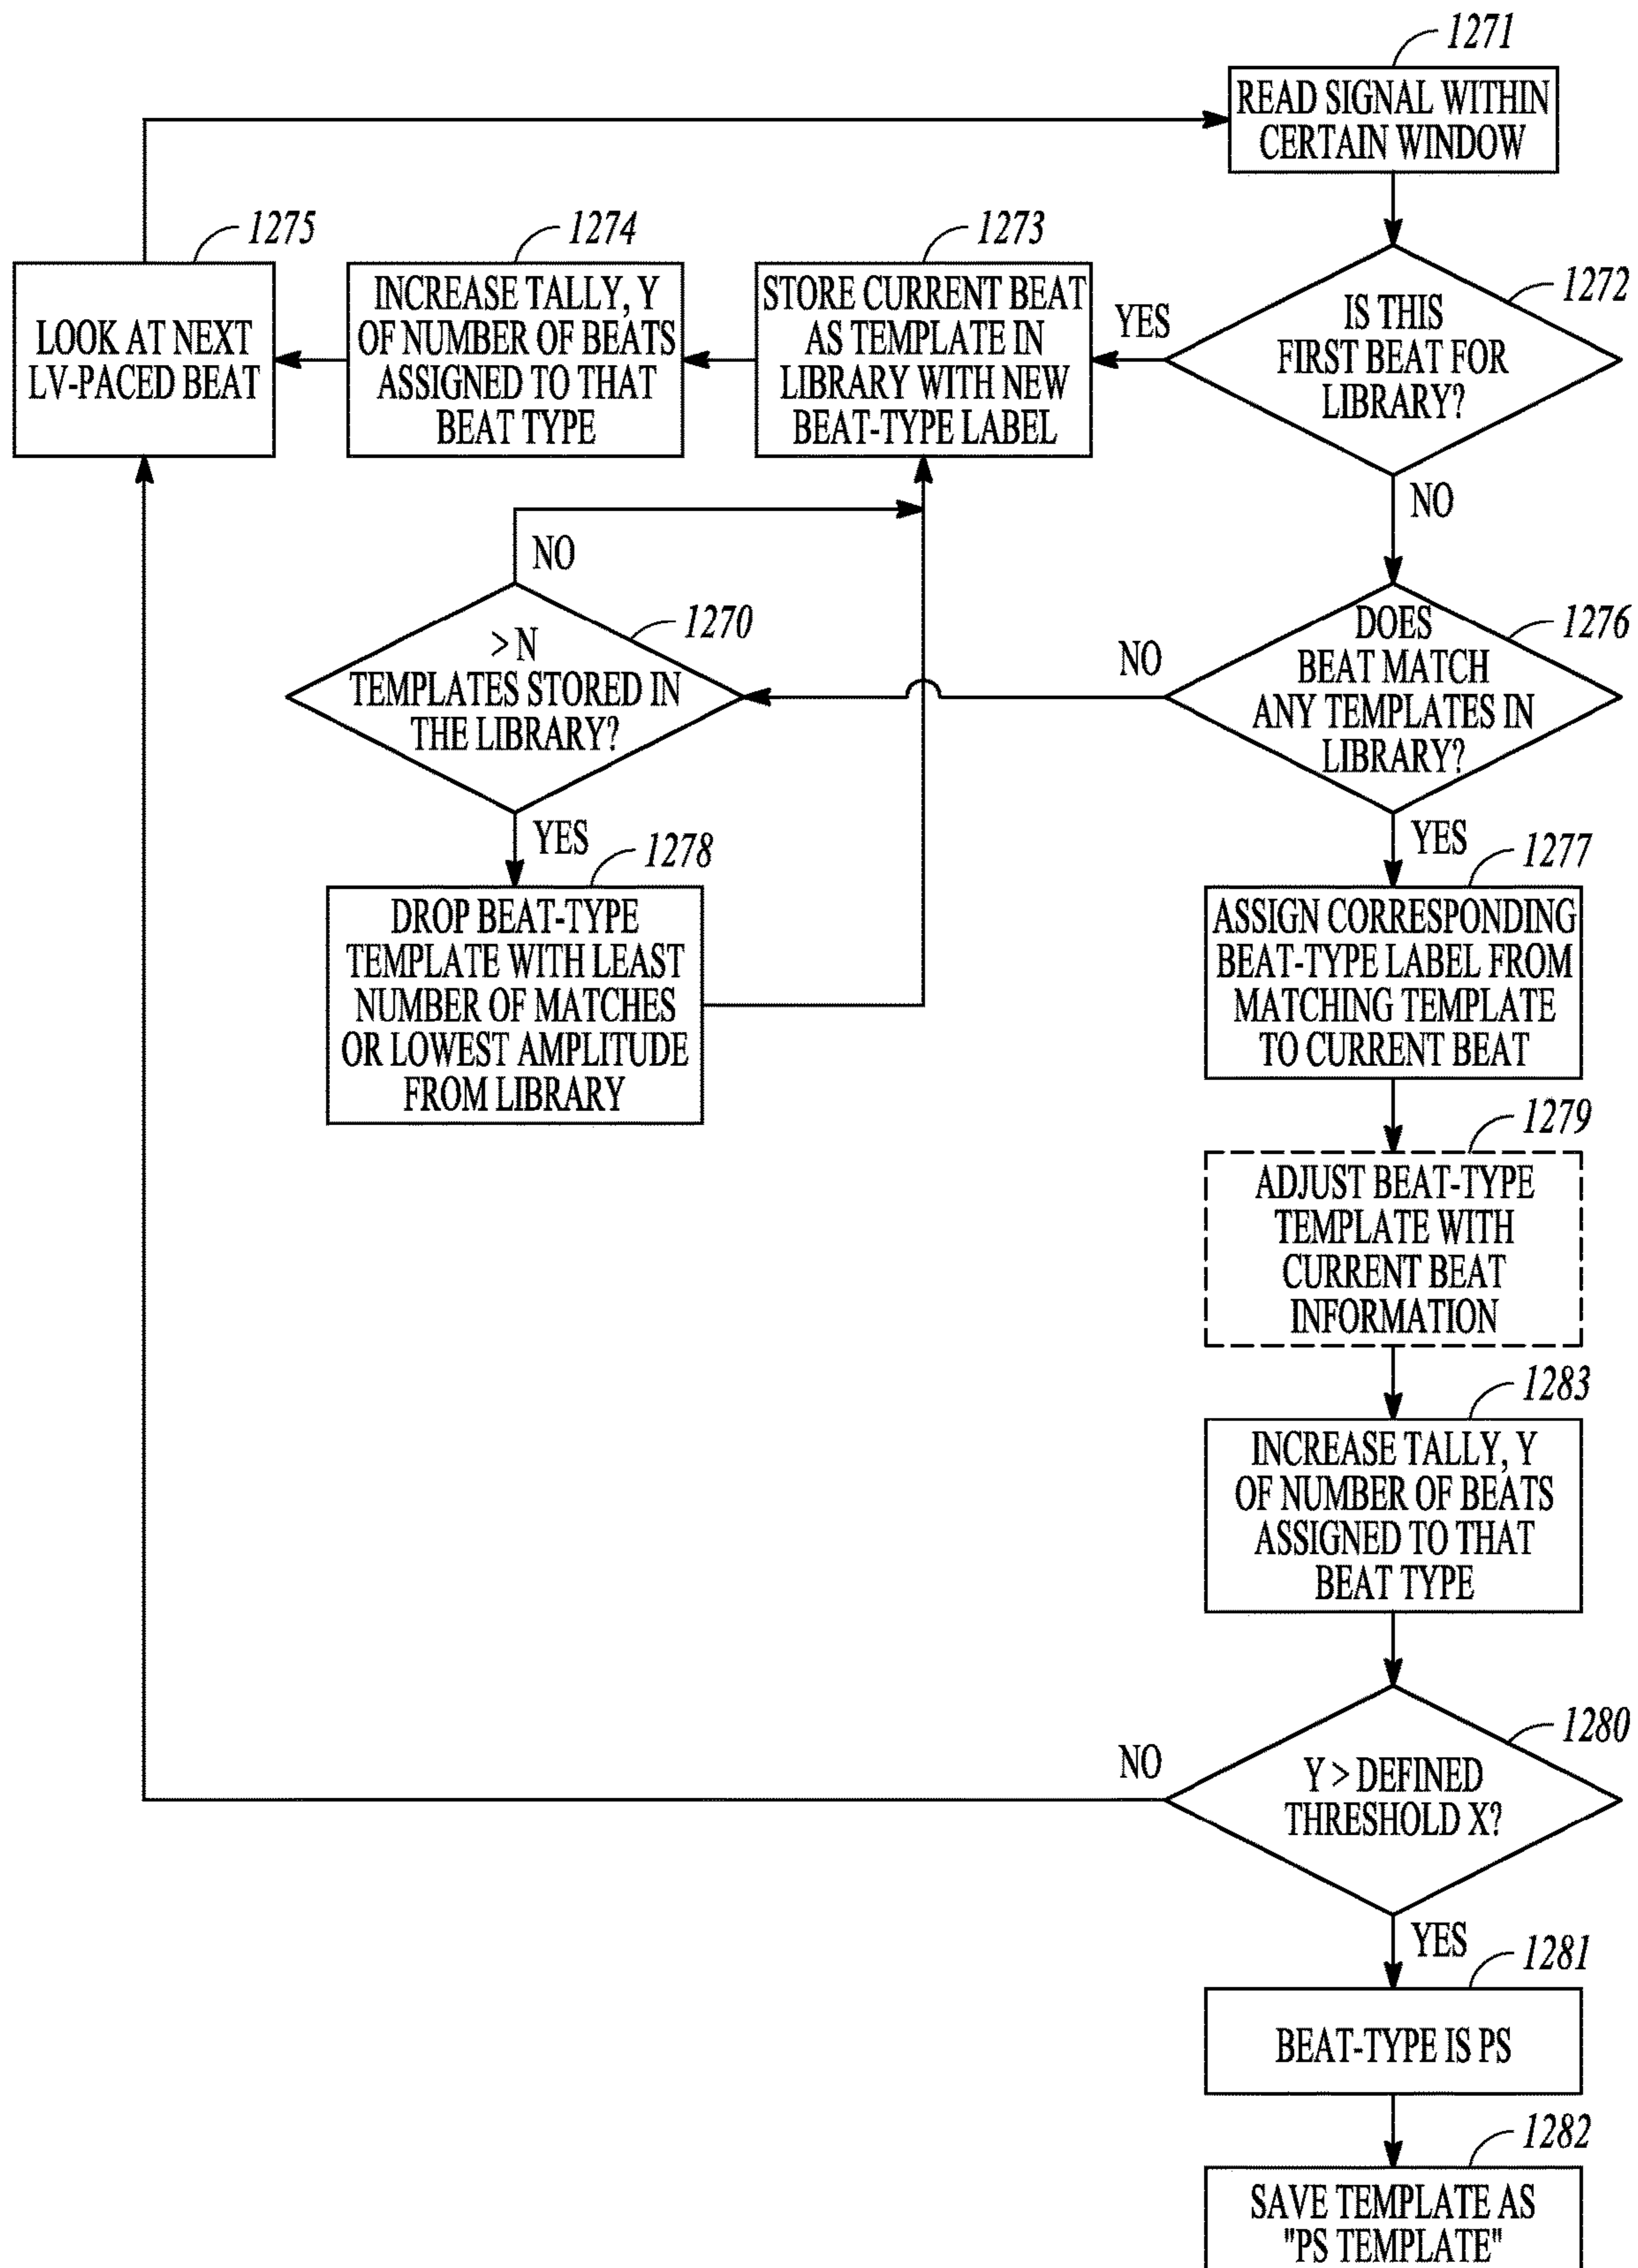 1271
READ SIGNAL WITHIN
CERTAIN WINDOW
1275
LOOK AT NEXT
LV-PACED BEAT
1274
INCREASE TALLY, Y
OF NUMBER OF BEATS
ASSIGNED TO THAT
BEAT TYPE
1273
STORE CURRENT BEAT
AS TEMPLATE IN
LIBRARY WITH NEW
BEAT-TYPE LABEL
YES
1272
IS THIS
FIRST BEAT FOR
LIBRARY?
NO
NO
1270
> N
TEMPLATES STORED IN
THE LIBRARY?
NO
1276
DOES
BEAT MATCH
ANY TEMPLATES IN
LIBRARY?
YES
1278
DROP BEAT-TYPE
TEMPLATE WITH LEAST
NUMBER OF MATCHES
OR LOWEST AMPLITUDE
FROM LIBRARY
YES
1277
ASSIGN CORRESPONDING
BEAT-TYPE LABEL FROM
MATCHING TEMPLATE
TO CURRENT BEAT
1279
ADJUST BEAT-TYPE
TEMPLATE WITH
CURRENT BEAT
INFORMATION
1283
INCREASE TALLY, Y
OF NUMBER OF BEATS
ASSIGNED TO THAT
BEAT TYPE
NO
1280
Y > DEFINED
THRESHOLD X?
YES
1281
BEAT-TYPE IS PS
1282
SAVE TEMPLATE AS
"PS TEMPLATE"